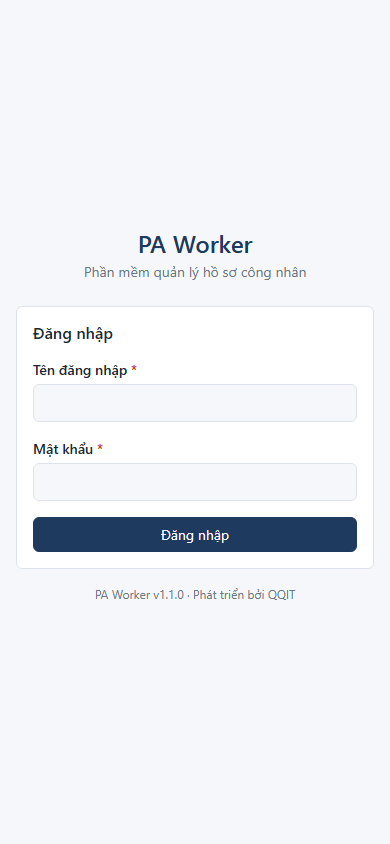 PA Worker
Phần mềm quản lý hồ sơ công nhân
Đăng nhập
Tên đăng nhập *
Mật khẩu *
Đăng nhập
PA Worker v1.1.0 · Phát triển bởi QQIT